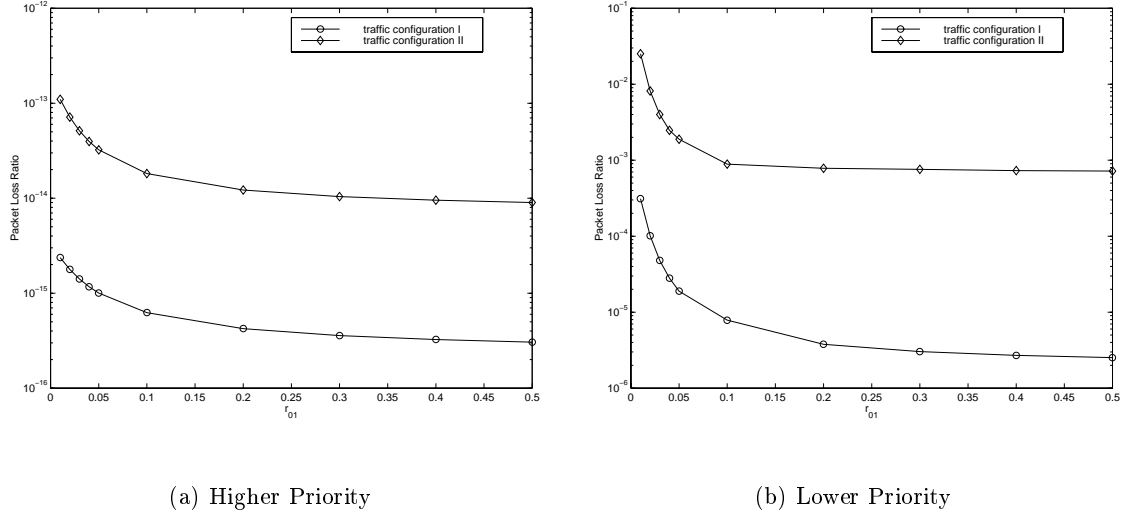 10^-12
10^-13
10^-14
10^-15
10^-16
Packet Loss Ratio
0 0.05 0.1 0.15 0.2 0.25 0.3 0.35 0.4 0.45 0.5
r_01
traffic configuration I
traffic configuration II
(a) Higher Priority
10^-1
10^-2
10^-3
10^-4
10^-5
10^-6
Packet Loss Ratio
0 0.05 0.1 0.15 0.2 0.25 0.3 0.35 0.4 0.45 0.5
r_01
traffic configuration I
traffic configuration II
(b) Lower Priority